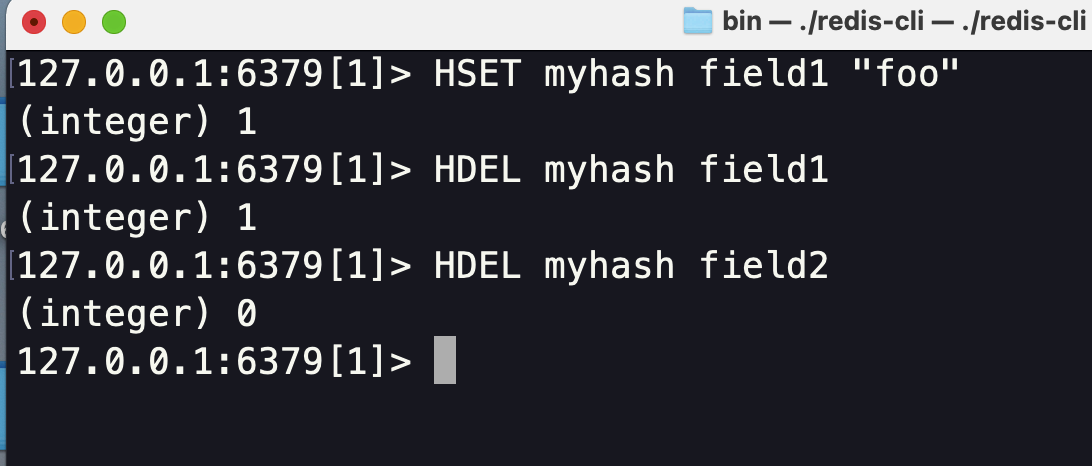 bin — ./redis-cli — ./redis-cli
127.0.0.1:6379[1]> HSET myhash field1 "foo"
(integer) 1
127.0.0.1:6379[1]> HDEL myhash field1
(integer) 1
127.0.0.1:6379[1]> HDEL myhash field2
(integer) 0
127.0.0.1:6379[1]>